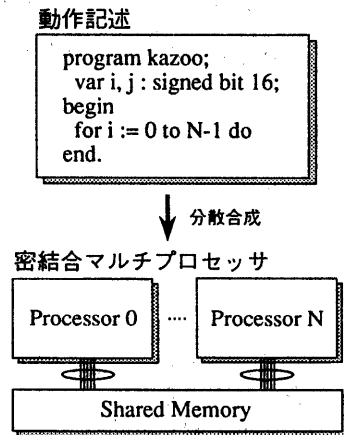 動作記述
program kazoo;
var i, j : signed bit 16;
begin
for i := 0 to N-1 do
end.
分散合成
密結合マルチプロセッサ
Processor 0 ···· Processor N
Shared Memory